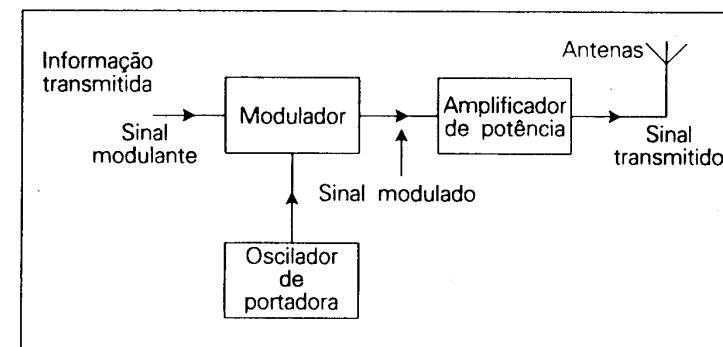 Informação
transmitida
Sinal
modulante
Modulador
Sinal modulado
Oscilador
de
portadora
Amplificador
de potência
Antenas
Sinal
transmitido